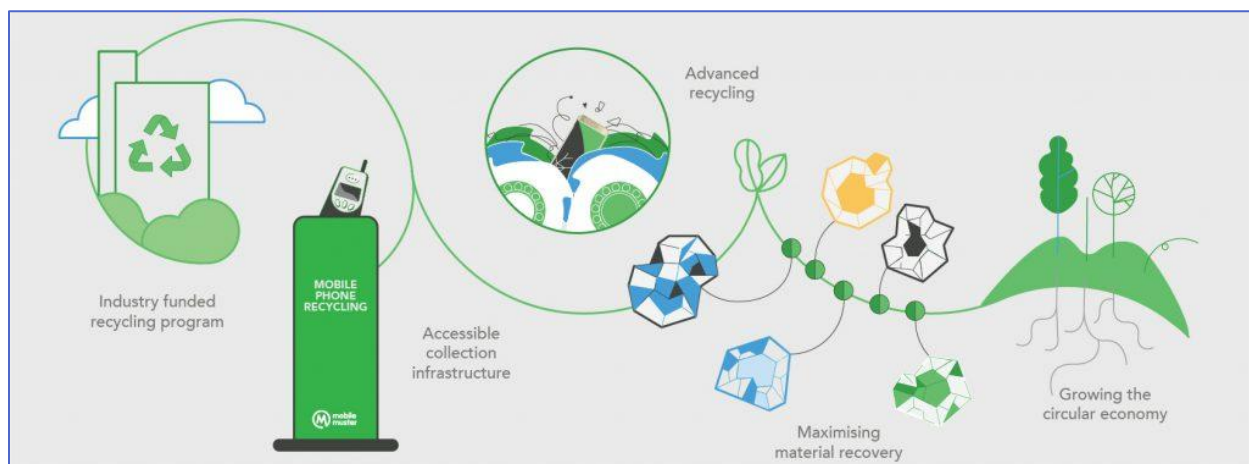 Industry funded
recycling program
MOBILE
PHONE
RECYCLING
mobile
muster
Accessible
collection
infrastructure
Advanced
recycling
Maximising
material recovery
Growing the
circular economy